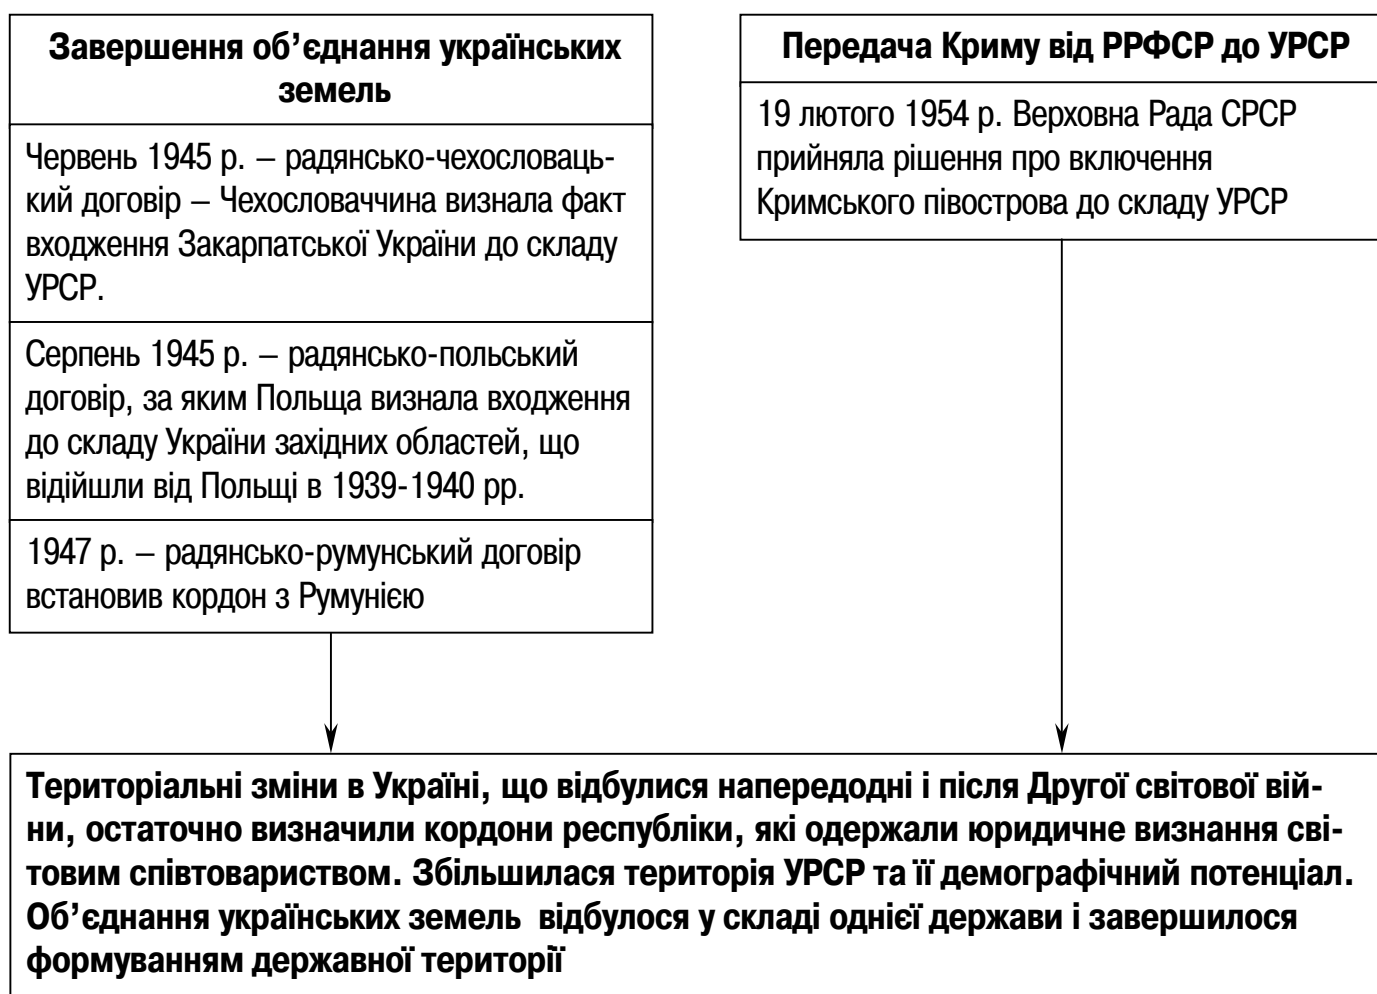 Завершення об’єднання українських
земель
Червень 1945 р. – радянсько-чехословаць-
кий договір – Чехословаччина визнала факт
входження Закарпатської України до складу
УРСР.
Серпень 1945 р. – радянсько-польський
договір, за яким Польща визнала входження
до складу України західних областей, що
відійшли від Польщі в 1939-1940 рр.
1947 р. – радянсько-румунський договір
встановив кордон з Румунією
Передача Криму від РРФСР до УРСР
19 лютого 1954 р. Верховна Рада СРСР
прийняла рішення про включення
Кримського півострова до складу УРСР
Територіальні зміни в Україні, що відбулися напередодні і після Другої світової вій-
ни, остаточно визначили кордони республіки, які одержали юридичне визнання сві-
товим співтовариством. Збільшилася територія УРСР та її демографічний потенціал.
Об’єднання українських земель відбулося у складі однієї держави і завершилося
формуванням державної території